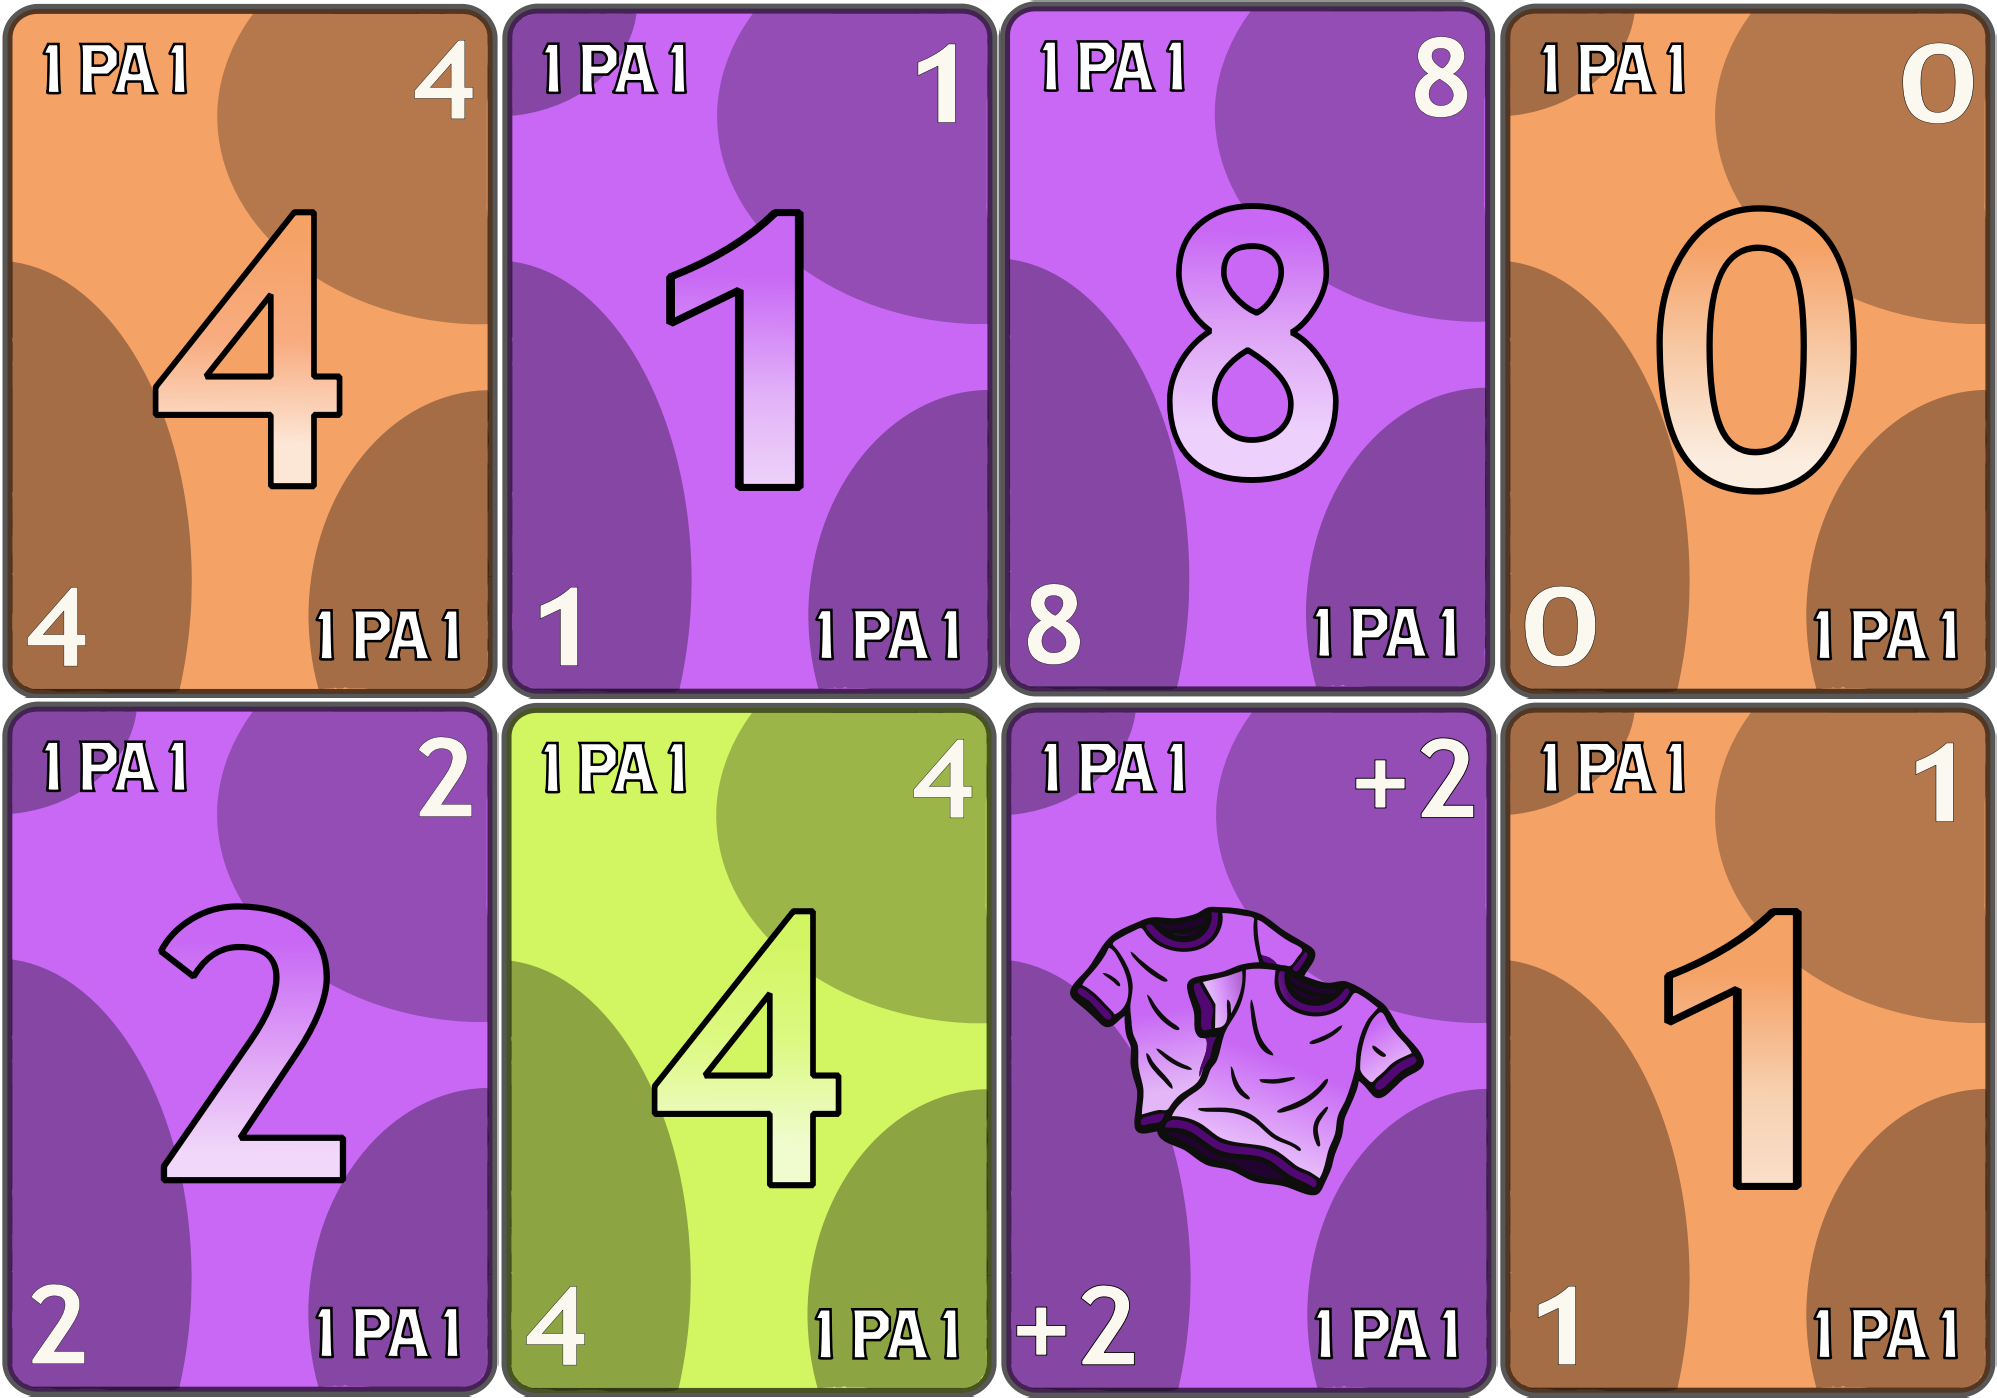 1 PA 1 4
4
4 1 PA 1
1 PA 1 1
1
1 1 PA 1
1 PA 1 8
8
8 1 PA 1
1 PA 1 0
0
0 1 PA 1
1 PA 1 2
2
2 1 PA 1
1 PA 1 4
4
4 1 PA 1
1 PA 1 +2
+2 1 PA 1
1 PA 1 1
1
1 1 PA 1